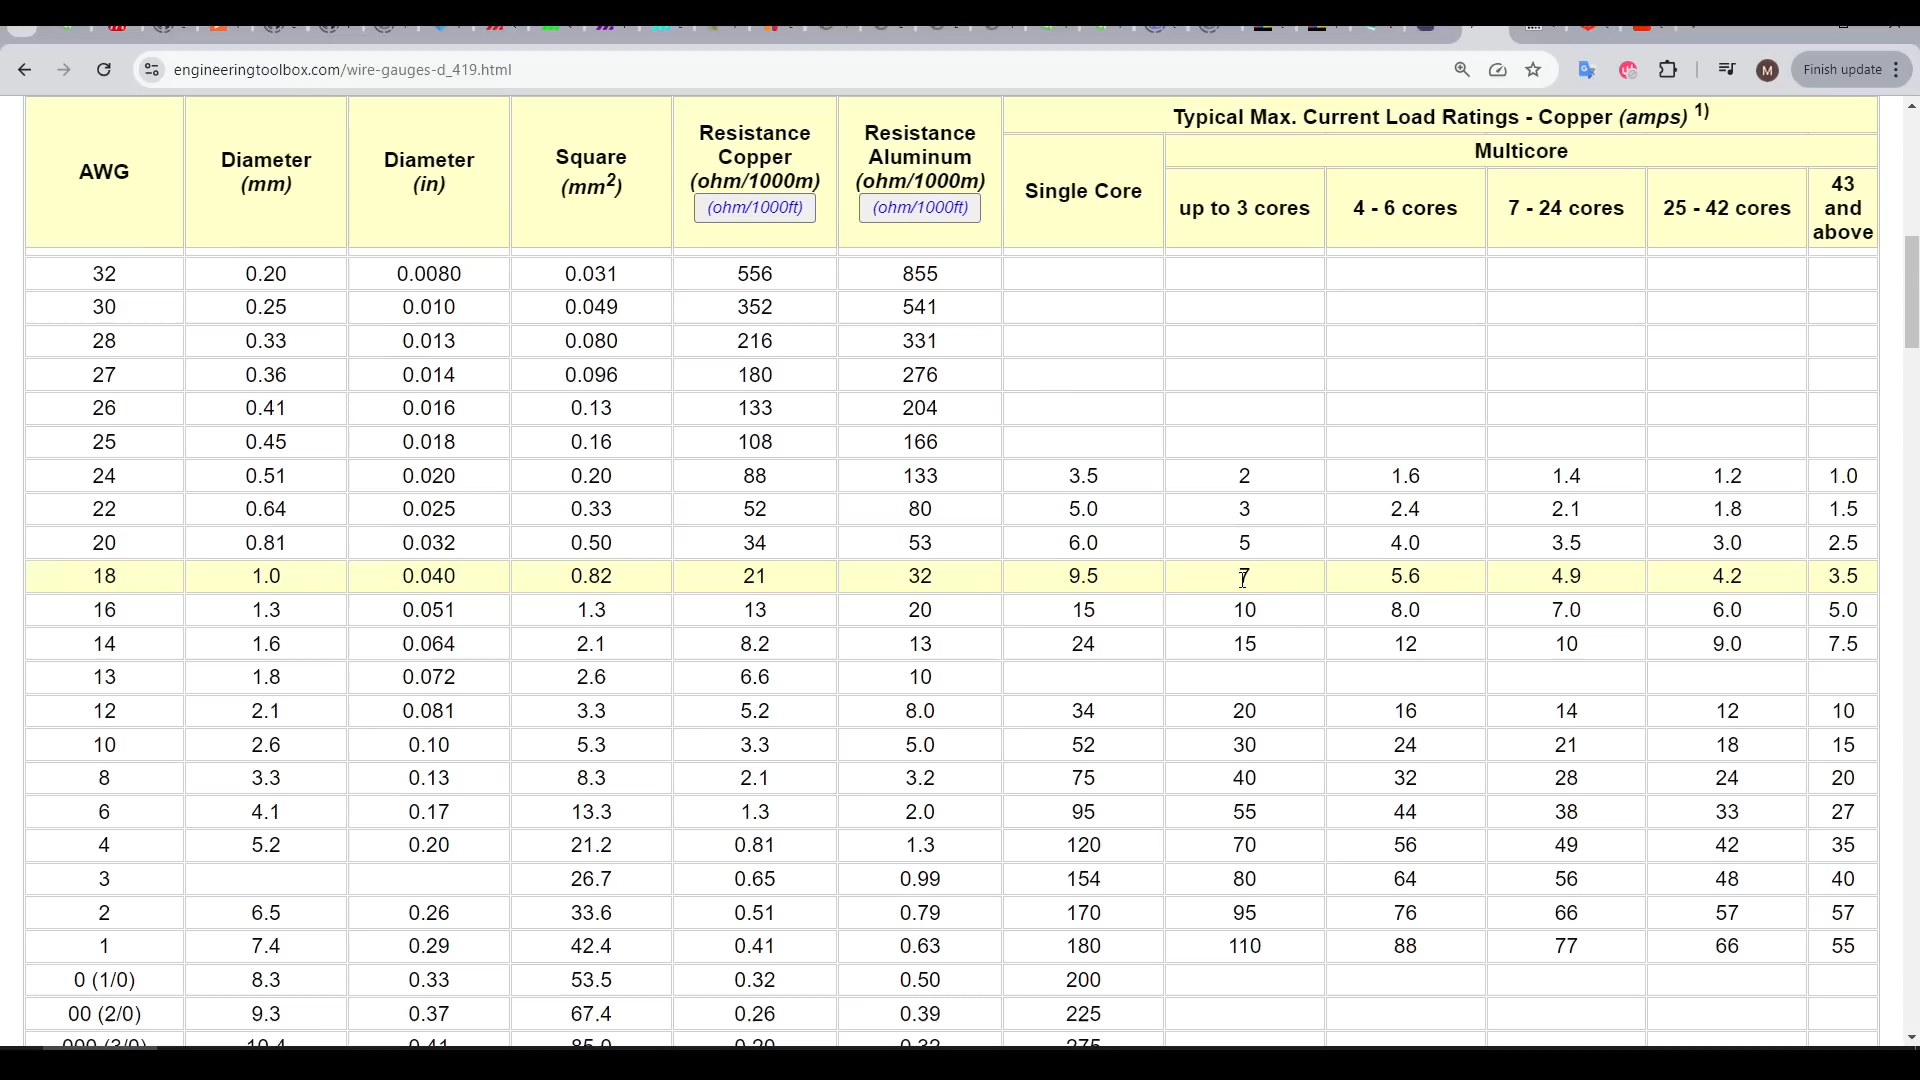 engineeringtoolbox.com/wire-gauges-d_419.html
M
Finish update
AWG
Diameter
(mm)
Diameter
(in)
Square
(mm²)
Resistance
Copper
(ohm/1000m)
(ohm/1000ft)
Resistance
Aluminum
(ohm/1000m)
(ohm/1000ft)
Typical Max. Current Load Ratings - Copper (amps) 1)
Single Core
Multicore
up to 3 cores
4 - 6 cores
7 - 24 cores
25 - 42 cores
43
and
above
32 0.20 0.0080 0.031 556 855
30 0.25 0.010 0.049 352 541
28 0.33 0.013 0.080 216 331
27 0.36 0.014 0.096 180 276
26 0.41 0.016 0.13 133 204
25 0.45 0.018 0.16 108 166
24 0.51 0.020 0.20 88 133 3.5 2 1.6 1.4 1.2 1.0
22 0.64 0.025 0.33 52 80 5.0 3 2.4 2.1 1.8 1.5
20 0.81 0.032 0.50 34 53 6.0 5 4.0 3.5 3.0 2.5
18 1.0 0.040 0.82 21 32 9.5 7 5.6 4.9 4.2 3.5
16 1.3 0.051 1.3 13 20 15 10 8.0 7.0 6.0 5.0
14 1.6 0.064 2.1 8.2 13 24 15 12 10 9.0 7.5
13 1.8 0.072 2.6 6.6 10
12 2.1 0.081 3.3 5.2 8.0 34 20 16 14 12 10
10 2.6 0.10 5.3 3.3 5.0 52 30 24 21 18 15
8 3.3 0.13 8.3 2.1 3.2 75 40 32 28 24 20
6 4.1 0.17 13.3 1.3 2.0 95 55 44 38 33 27
4 5.2 0.20 21.2 0.81 1.3 120 70 56 49 42 35
3 26.7 0.65 0.99 154 80 64 56 48 40
2 6.5 0.26 33.6 0.51 0.79 170 95 76 66 57 57
1 7.4 0.29 42.4 0.41 0.63 180 110 88 77 66 55
0 (1/0) 8.3 0.33 53.5 0.32 0.50 200
00 (2/0) 9.3 0.37 67.4 0.26 0.39 225
000 (3/0) 10.4 0.41 85.0 0.20 0.32 275